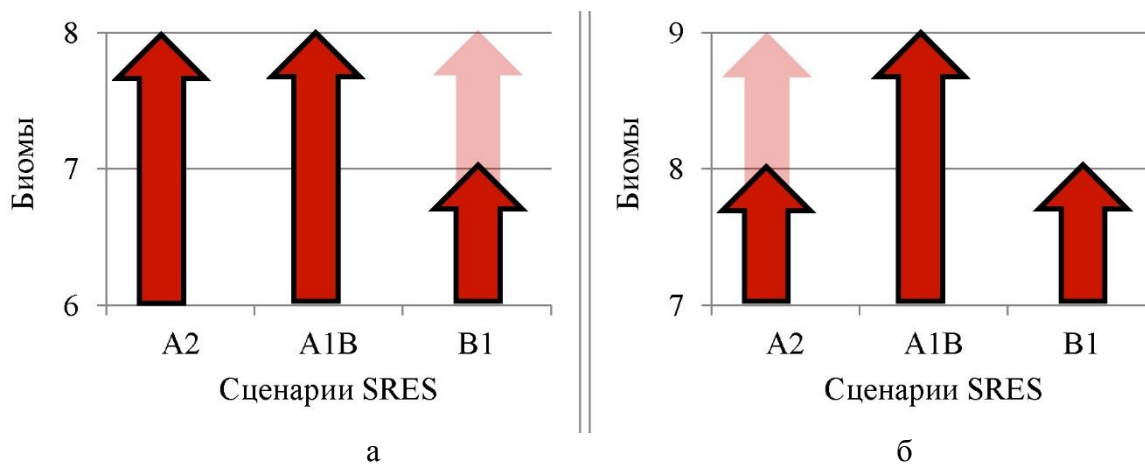 Биомы
8
7
6
A2 A1B B1
Сценарии SRES
а
Биомы
9
8
7
A2 A1B B1
Сценарии SRES
б